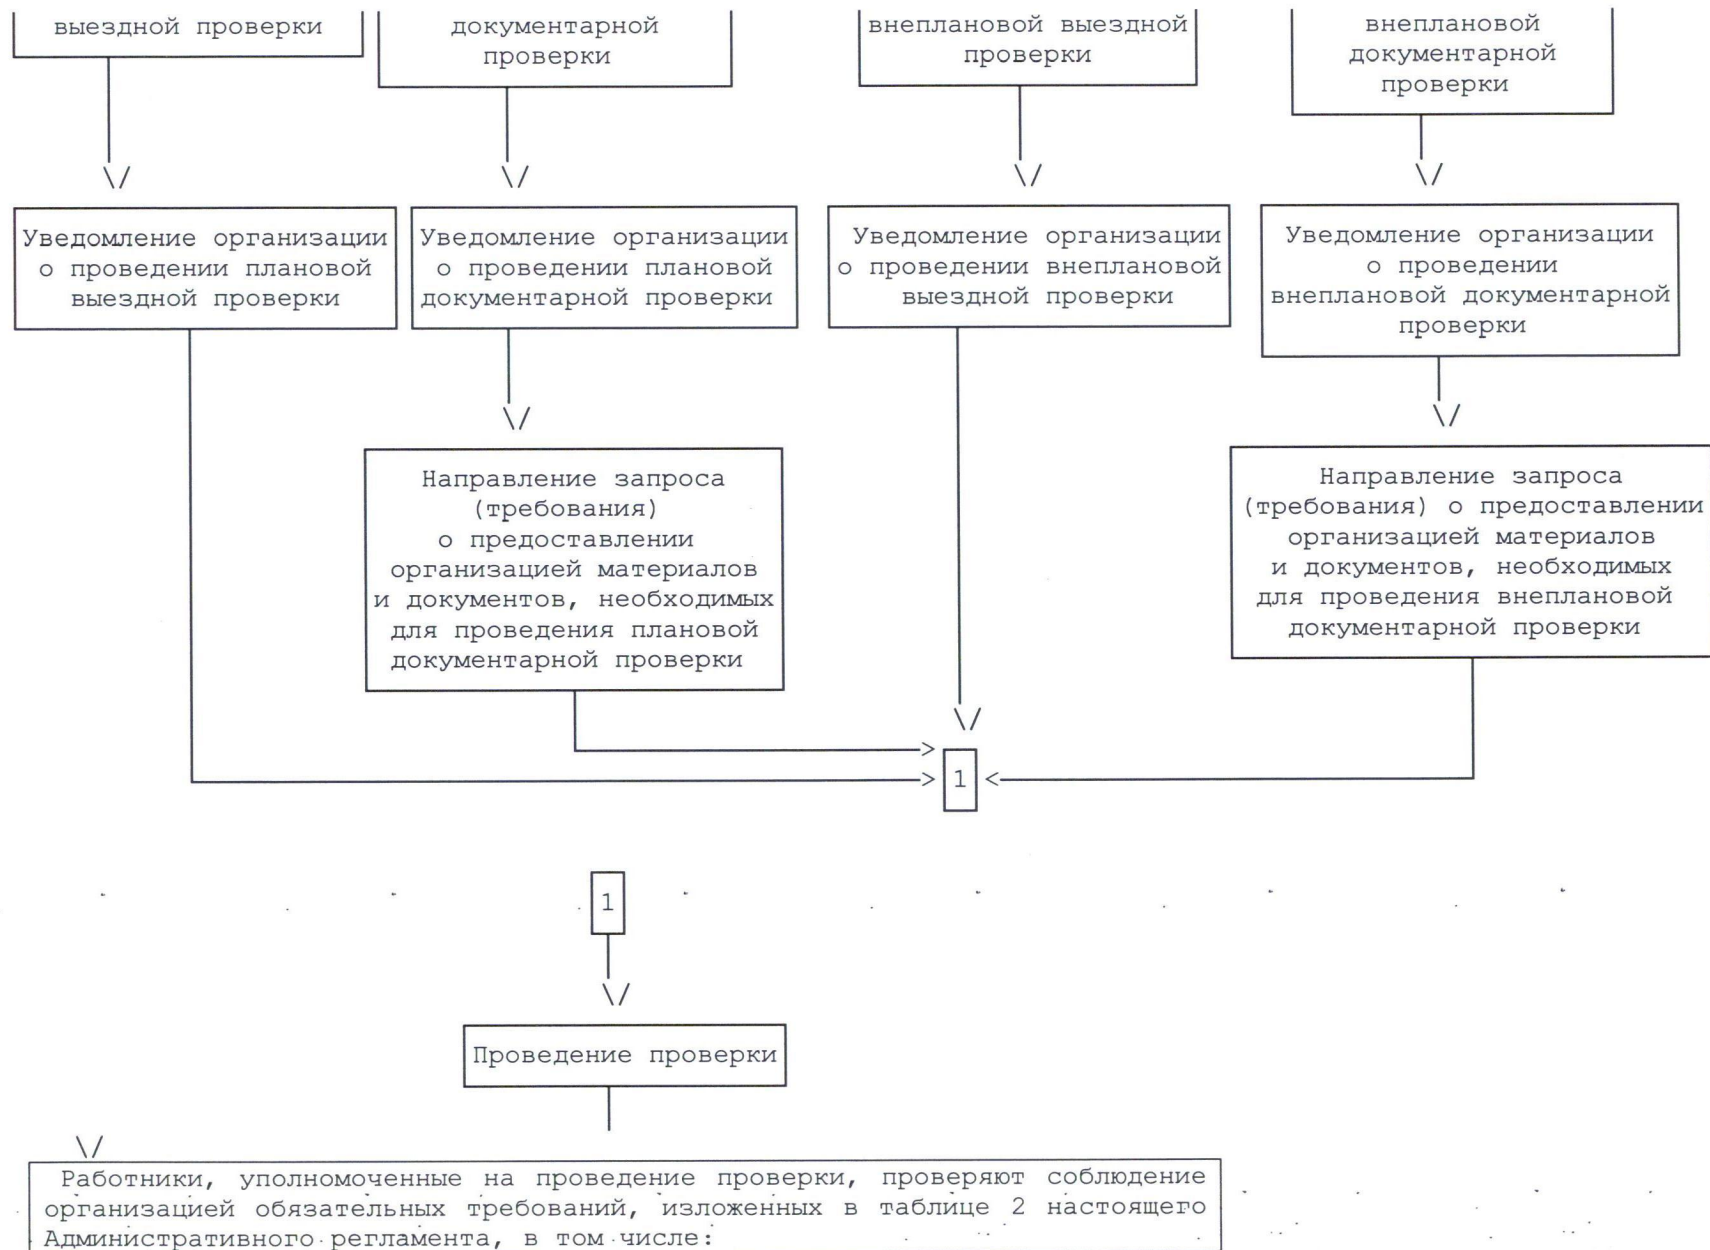 выездной проверки
документарной
проверки
внеплановой выездной
проверки
внеплановой
документарной
проверки
Уведомление организации
о проведении плановой
выездной проверки
Уведомление организации
о проведении плановой
документарной проверки
Уведомление организации
о проведении внеплановой
выездной проверки
Уведомление организации
о проведении
внеплановой документарной
проверки
Направление запроса
(требования)
о предоставлении
организацией материалов
и документов, необходимых
для проведения плановой
документарной проверки
Направление запроса
(требования) о предоставлении
организацией материалов
и документов, необходимых
для проведения внеплановой
документарной проверки
1
1
Проведение проверки
Работники, уполномоченные на проведение проверки, проверяют соблюдение
организацией обязательных требований, изложенных в таблице 2 настоящего
Административного регламента, в том числе: